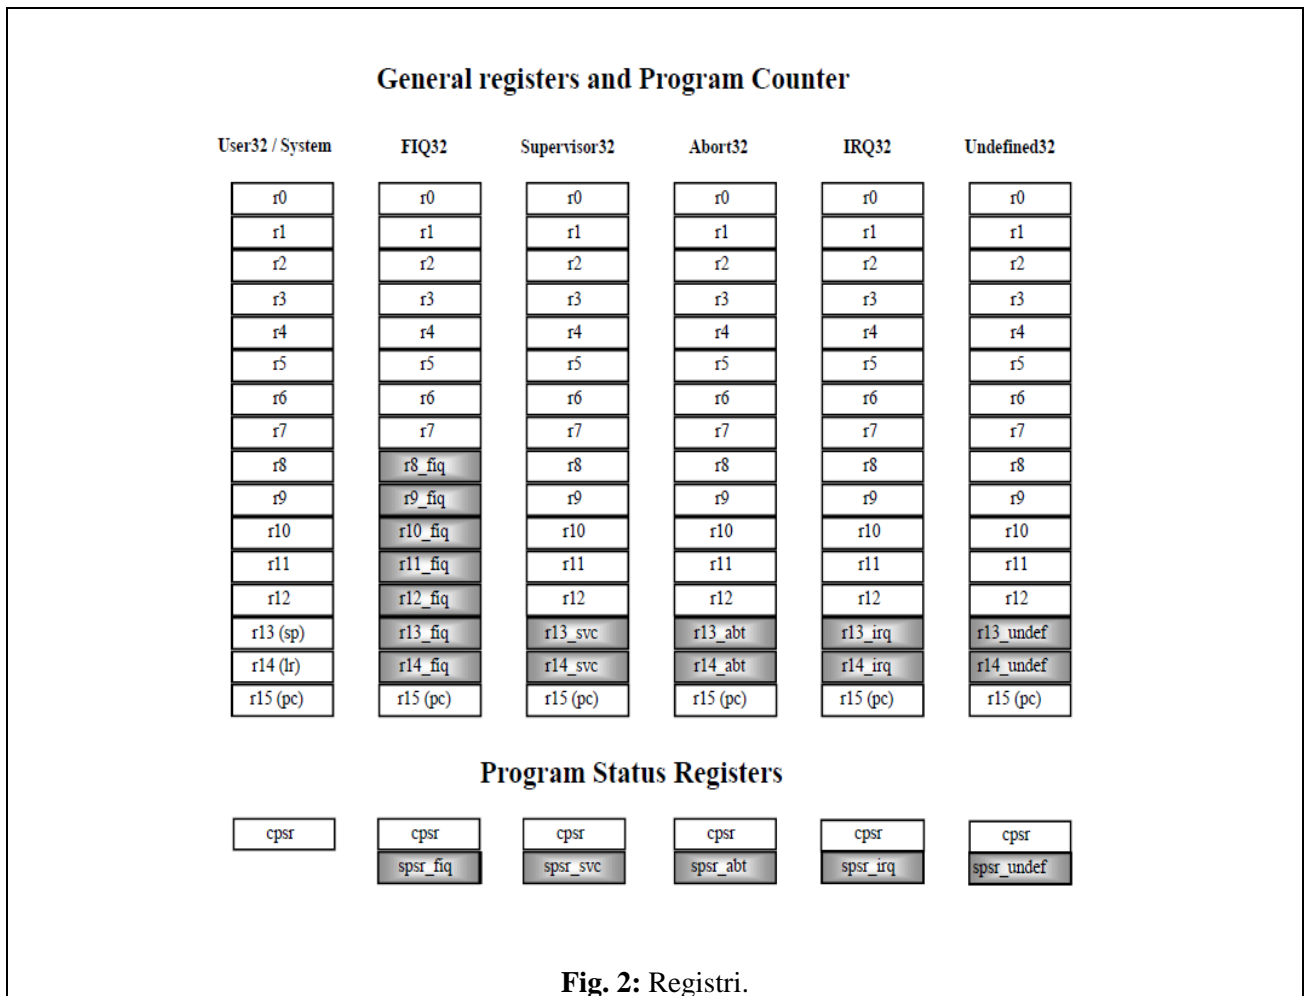 General registers and Program Counter
User32 / System FIQ32 Supervisor32 Abort32 IRQ32 Undefined32
r0 r0 r0 r0 r0 r0
r1 r1 r1 r1 r1 r1
r2 r2 r2 r2 r2 r2
r3 r3 r3 r3 r3 r3
r4 r4 r4 r4 r4 r4
r5 r5 r5 r5 r5 r5
r6 r6 r6 r6 r6 r6
r7 r7 r7 r7 r7 r7
r8 r8_fiq r8 r8 r8 r8
r9 r9_fiq r9 r9 r9 r9
r10 r10_fiq r10 r10 r10 r10
r11 r11_fiq r11 r11 r11 r11
r12 r12_fiq r12 r12 r12 r12
r13 (sp) r13_fiq r13_svc r13_abt r13_irq r13_undef
r14 (lr) r14_fiq r14_svc r14_abt r14_irq r14_undef
r15 (pc) r15 (pc) r15 (pc) r15 (pc) r15 (pc) r15 (pc)
Program Status Registers
cpsr cpsr cpsr cpsr cpsr cpsr
spsr_fiq spsr_svc spsr_abt spsr_irq spsr_undef
Fig. 2: Registri.